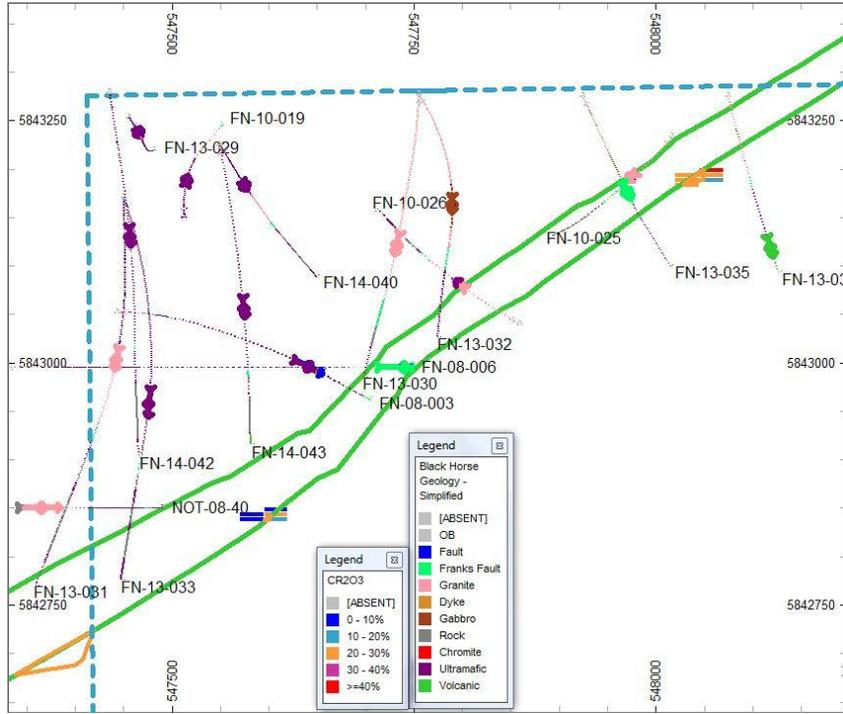 547500
547750
548000
5843250
5843250
FN-10-019
FN-13-029
FN-10-026
FN-10-025
FN-14-040
FN-13-035
FN-13-03
FN-13-032
5843000
5843000
FN-08-006
FN-13-030
FN-08-003
FN-14-043
FN-14-042
NOT-08-40
FN-13-031
FN-13-033
5842750
5842750
Legend
Black Horse
Geology -
Simplified
[ABSENT]
OB
Fault
Franks Fault
Granite
Dyke
Gabbro
Rock
Chromite
Ultramafic
Volcanic
Legend
CR2O3
[ABSENT]
0 - 10%
10 - 20%
20 - 30%
30 - 40%
>=40%
547500
548000